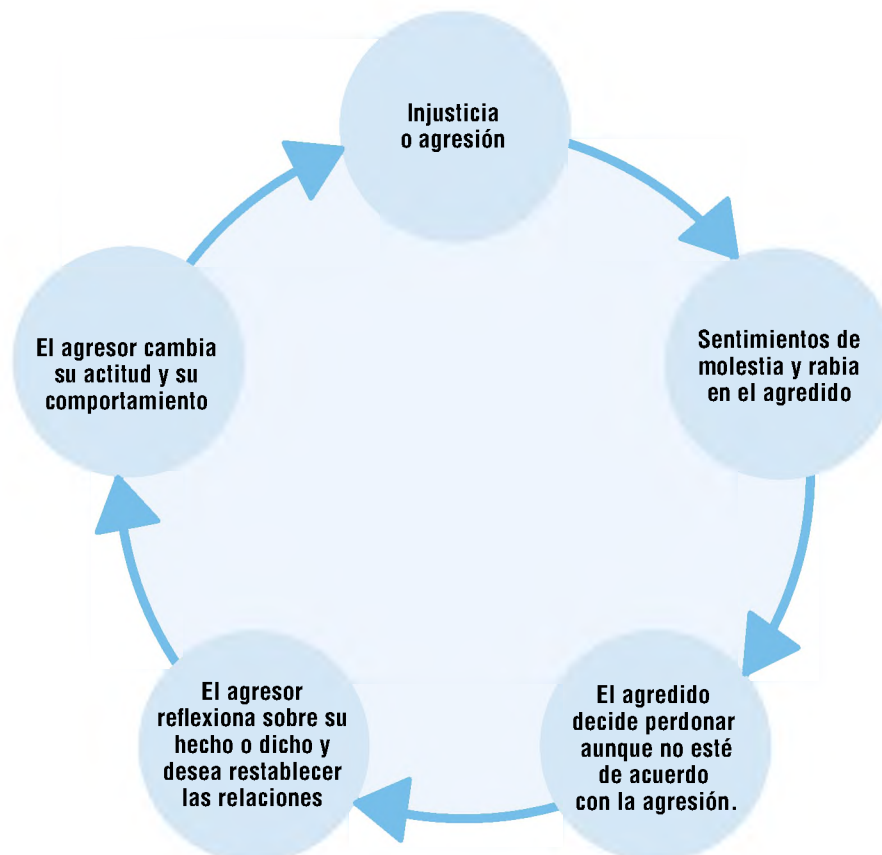 Injusticia
o agresión
Sentimientos de
molestia y rabia
en el agredido
El agredido
decide perdonar
aunque no esté
de acuerdo
con la agresión.
El agresor
reflexiona sobre su
hecho o dicho y
desea restablecer
las relaciones
El agresor cambia
su actitud y su
comportamiento